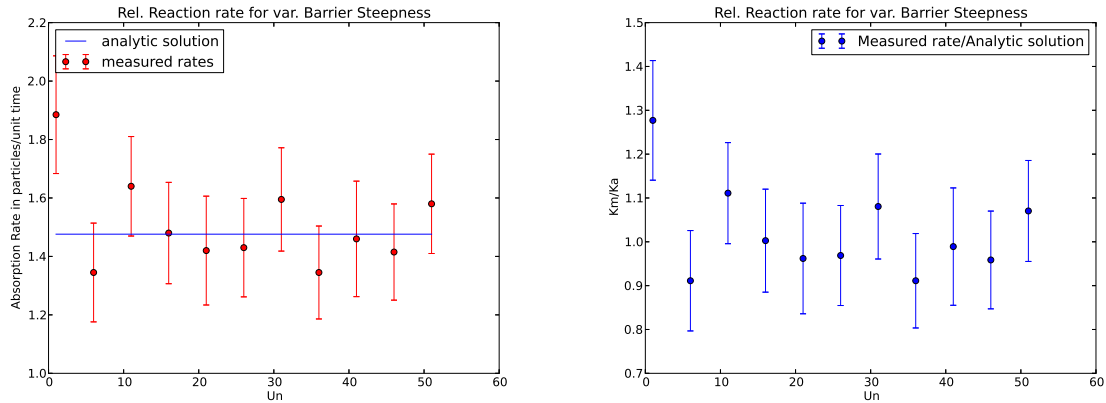 Rel. Reaction rate for var. Barrier Steepness
2.2
2.0
1.8
1.6
1.4
1.2
1.0
Absorption Rate in particles/unit time
analytic solution
measured rates
0 10 20 30 40 50 60
Un
Rel. Reaction rate for var. Barrier Steepness
1.5
1.4
1.3
1.2
1.1
1.0
0.9
0.8
0.7
Km/Ka
Measured rate/Analytic solution
0 10 20 30 40 50 60
Un